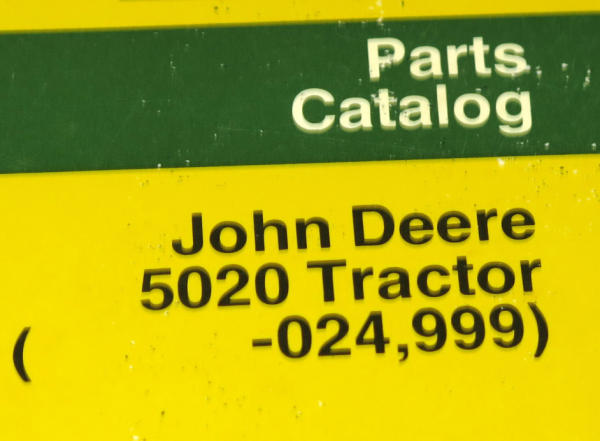 Parts
Catalog
John Deere
5020 Tractor
( -024,999)